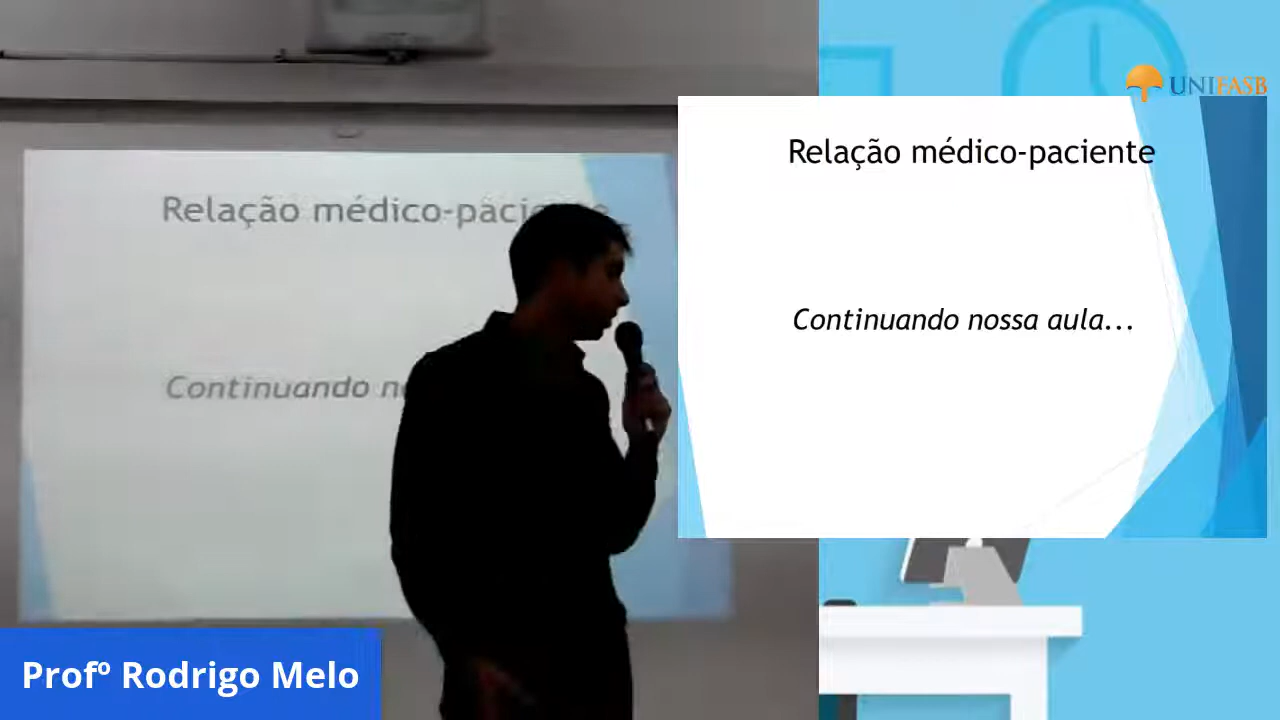 UNIFASB
Relação médico-paciente
Continuando nossa aula...
Relação médico-pacie
Continuando n
Profº Rodrigo Melo